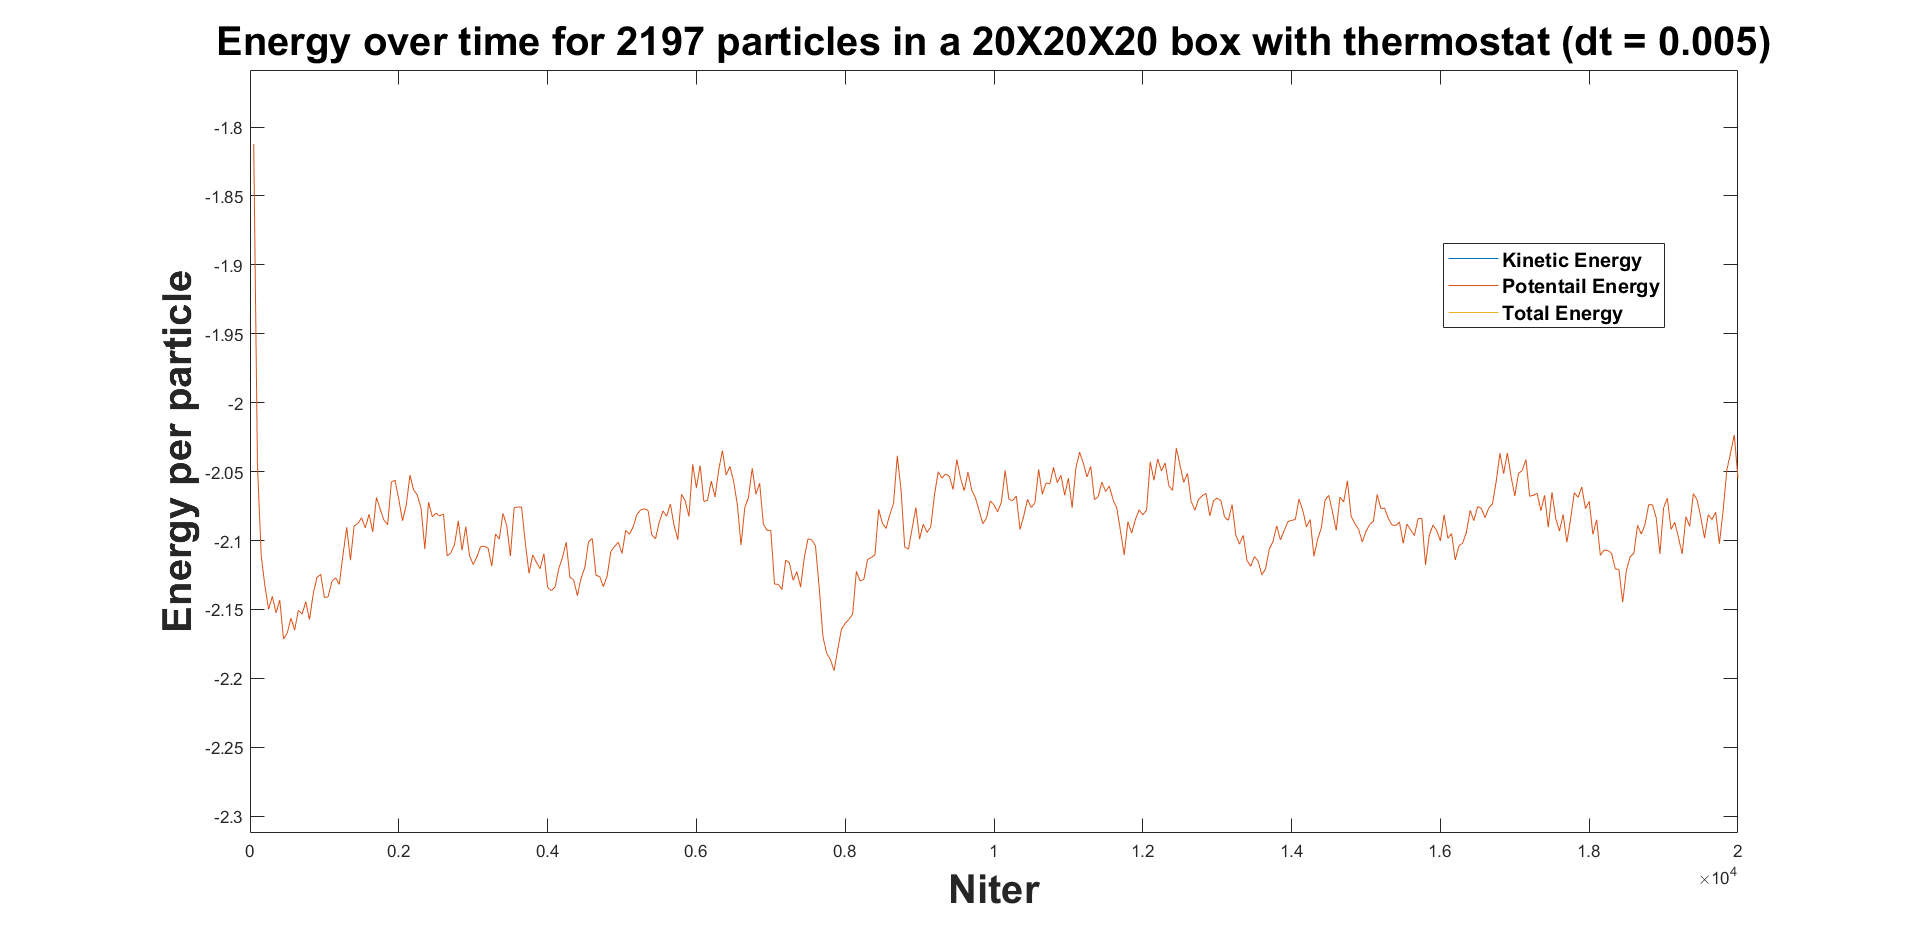 Energy over time for 2197 particles in a 20X20X20 box with thermostat (dt = 0.005)
Energy per particle
-1.8
-1.85
-1.9
-1.95
-2
-2.05
-2.1
-2.15
-2.2
-2.25
-2.3
Kinetic Energy
Potentail Energy
Total Energy
0 0.2 0.4 0.6 0.8 1 1.2 1.4 1.6 1.8 2
×10⁴
Niter